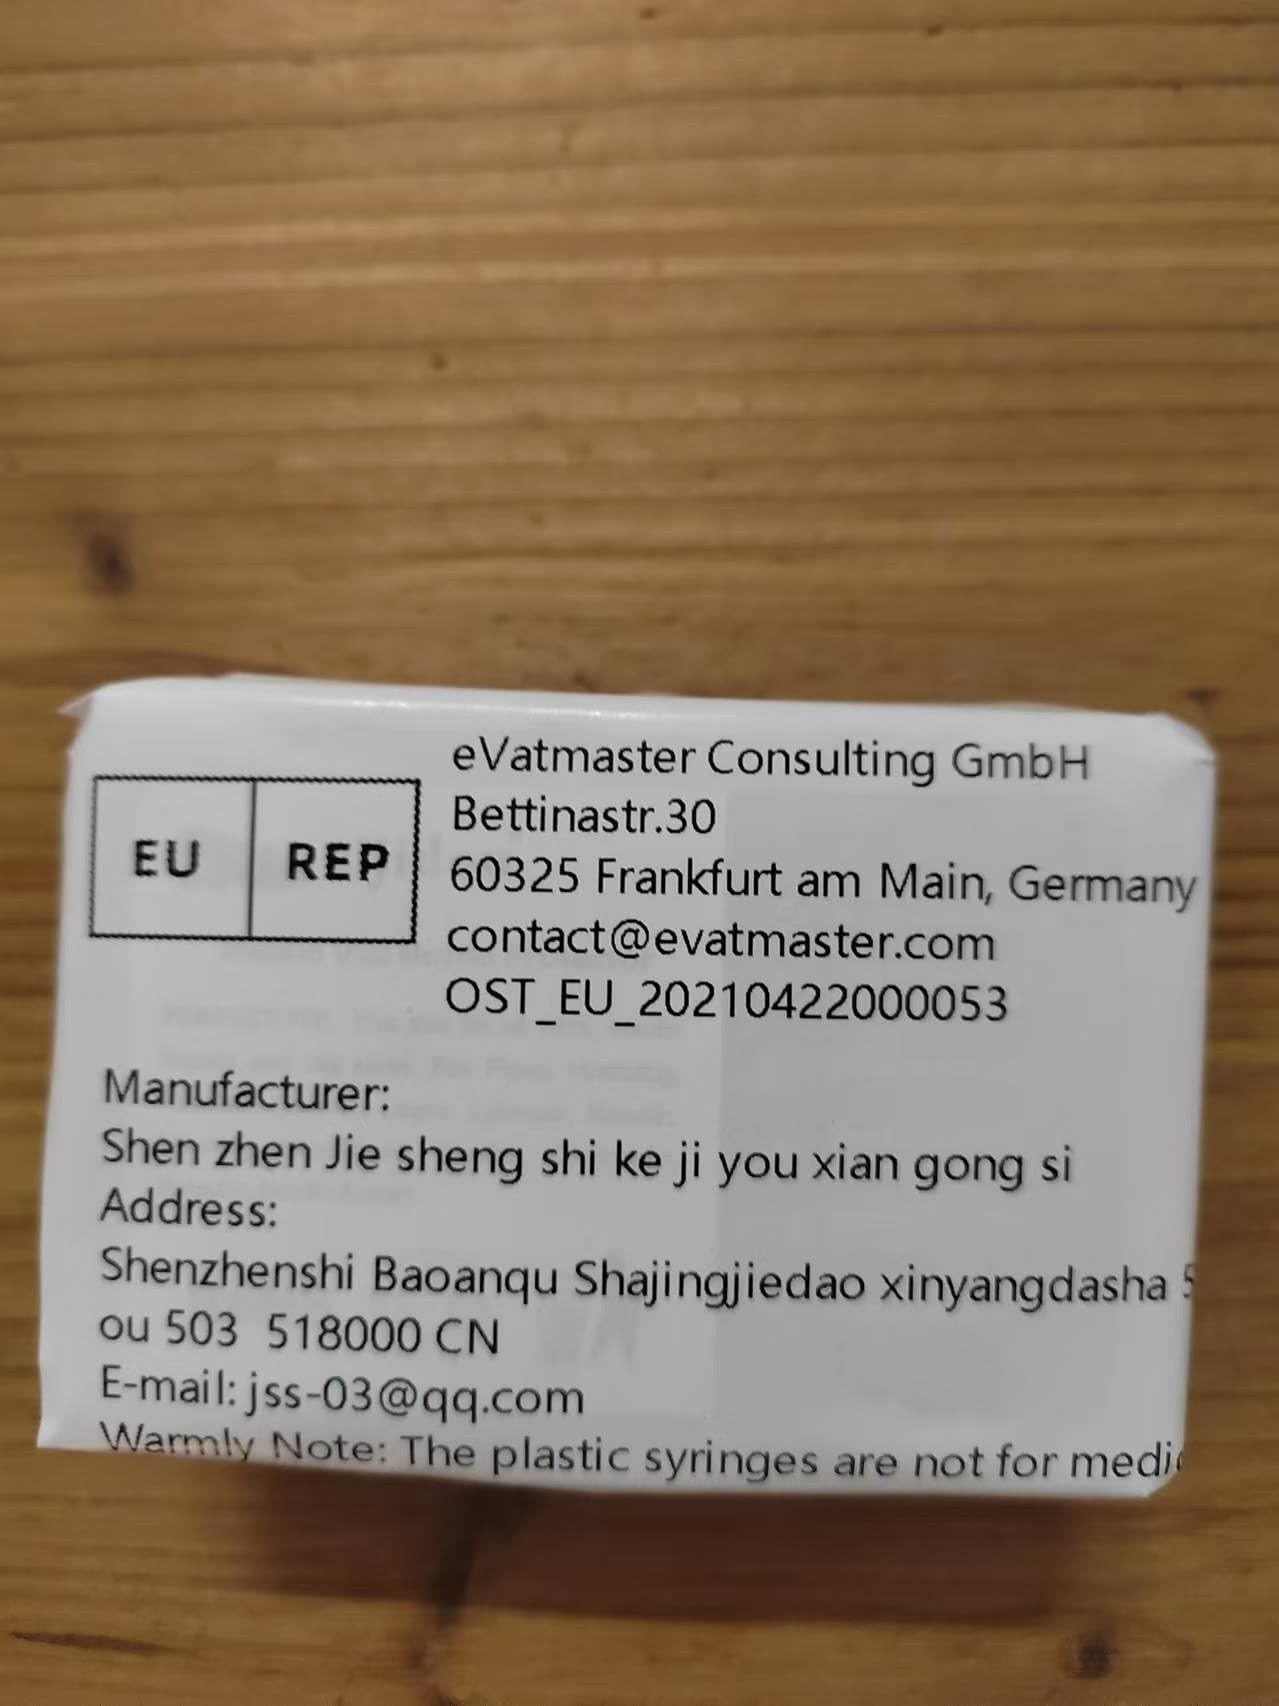 EU REP
eVatmaster Consulting GmbH
Bettinastr.30
60325 Frankfurt am Main, Germany
contact@evatmaster.com
OST_EU_20210422000053
Manufacturer:
Shen zhen Jie sheng shi ke ji you xian gong si
Address:
Shenzhenshi Baoanqu Shajingjiedao xinyangdasha
ou 503 518000 CN
E-mail: jss-03@qq.com
Warmly Note: The plastic syringes are not for